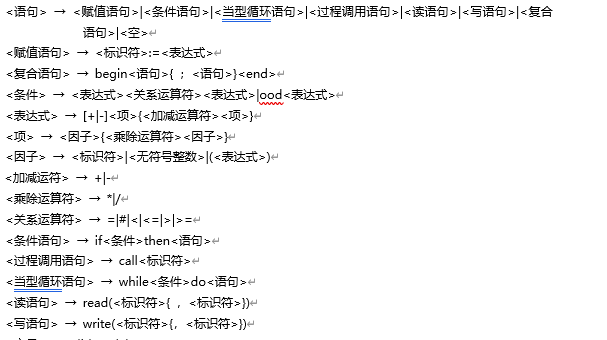 <语句> → <赋值语句>|<条件语句>|<当型循环语句>|<过程调用语句>|<读语句>|<写语句>|<复合
语句>|<空>↵
<赋值语句> → <标识符>:=<表达式>↵
<复合语句> → begin<语句>{ ；<语句>}<end>↵
<条件> → <表达式><关系运算符><表达式>|ood<表达式>↵
<表达式> → [+|-]<项>{<加减运算符><项>}↵
<项> → <因子>{<乘除运算符><因子>}↵
<因子> → <标识符>|<无符号整数>|(<表达式>)↵
<加减运算符> → +|-↵
<乘除运算符> → *|/↵
<关系运算符> → =|#|<|<=|>|>=↵
<条件语句> → if<条件>then<语句>↵
<过程调用语句> → call<标识符>↵
<当型循环语句> → while<条件>do<语句>↵
<读语句> → read(<标识符>{ ，<标识符>})↵
<写语句> → write(<标识符>{，<标识符>})↵